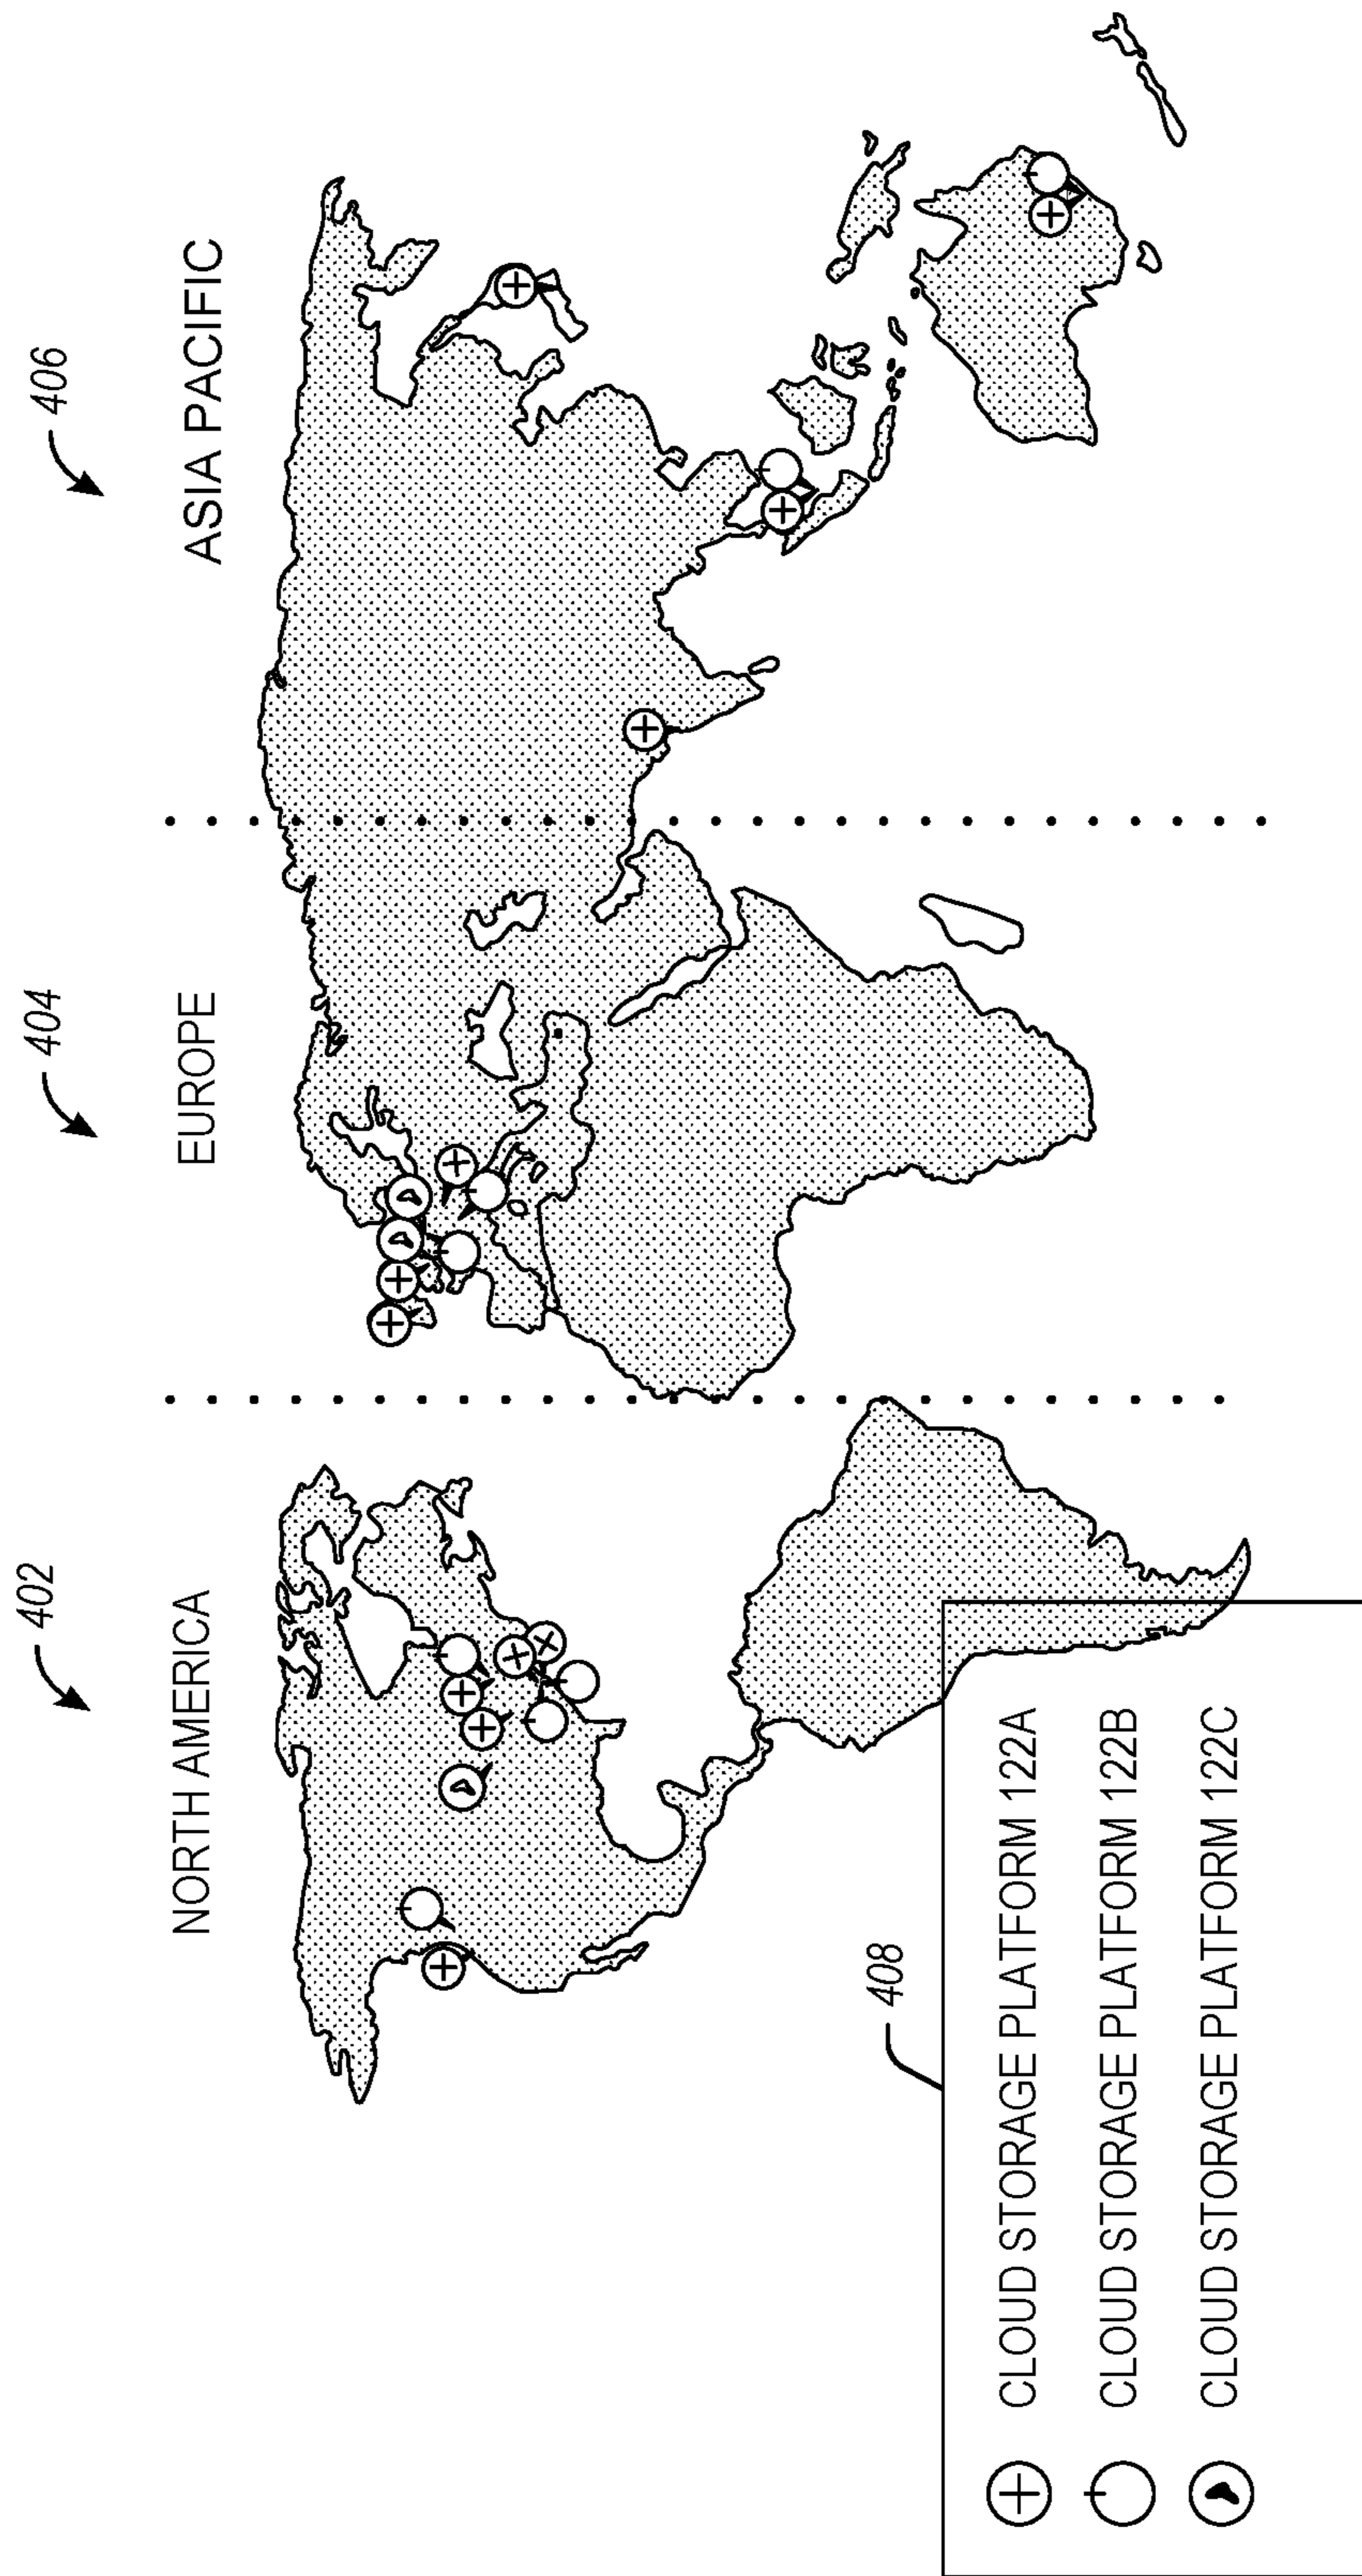 402
404
406
NORTH AMERICA
EUROPE
ASIA PACIFIC
408
CLOUD STORAGE PLATFORM 122A
CLOUD STORAGE PLATFORM 122B
CLOUD STORAGE PLATFORM 122C